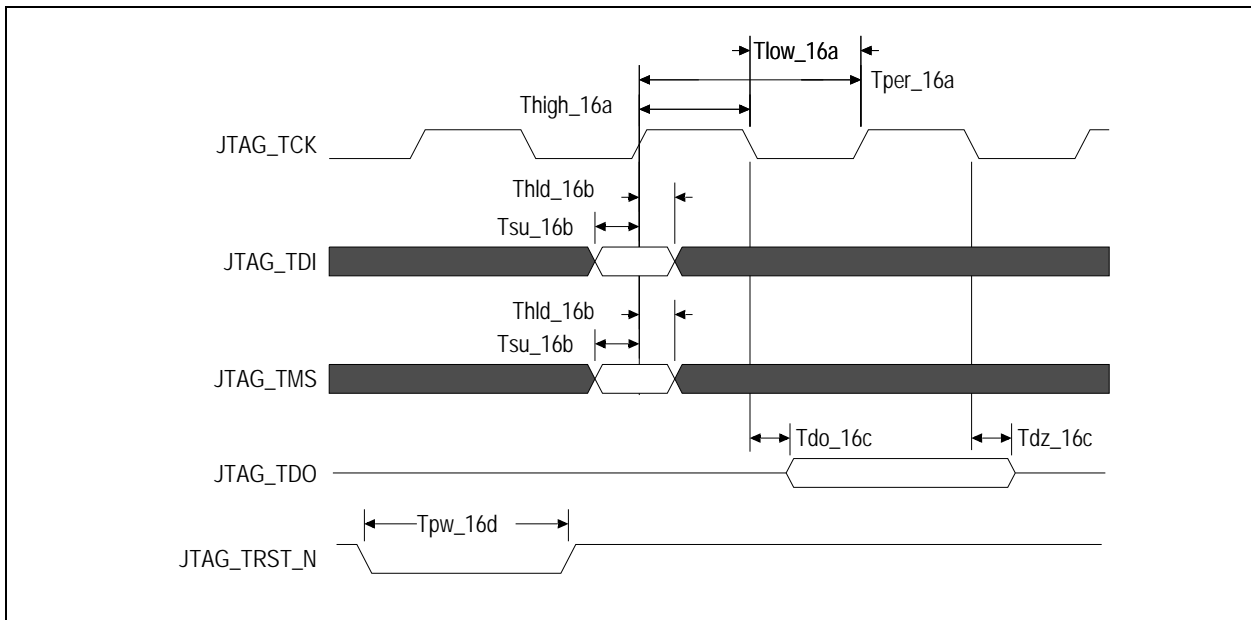 Tlow_16a
Tper_16a
Thigh_16a
JTAG_TCK
Thld_16b
Tsu_16b
JTAG_TDI
Thld_16b
Tsu_16b
JTAG_TMS
Tdo_16c
Tdz_16c
JTAG_TDO
Tpw_16d
JTAG_TRST_N